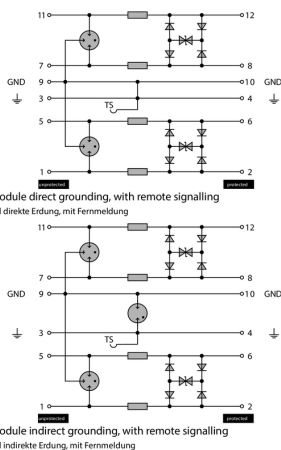 11 12
7 8
GND 9 10 GND
3 4
TS
5 6
1 2
unprotected protected
odule direct grounding, with remote signalling
d direkte Erdung, mit Fernmeldung
11 12
7 8
GND 9 10 GND
3 4
TS
5 6
1 2
unprotected protected
odule indirect grounding, with remote signalling
d indirekte Erdung, mit Fernmeldung